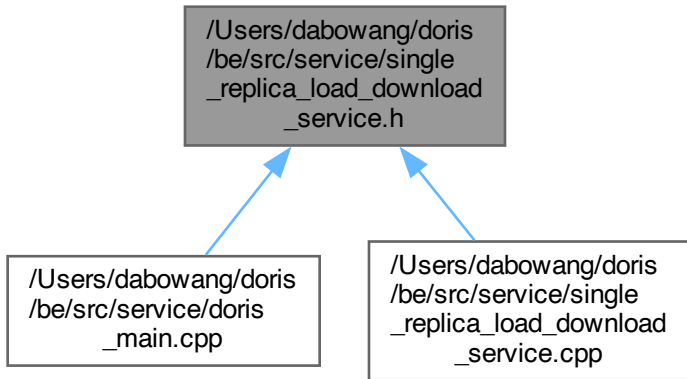 /Users/dabowang/doris
/be/src/service/single
_replica_load_download
_service.h
/Users/dabowang/doris
/be/src/service/doris
_main.cpp
/Users/dabowang/doris
/be/src/service/single
_replica_load_download
_service.cpp